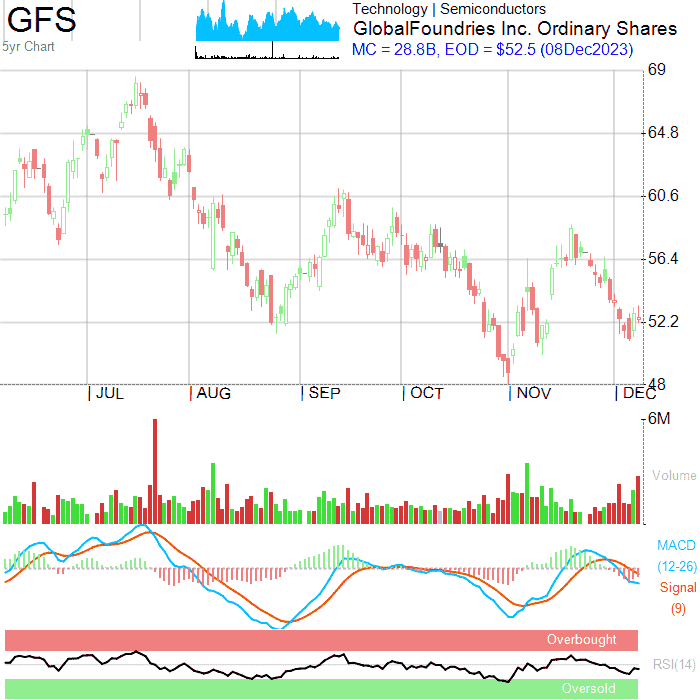 GFS
5yr Chart
Technology | Semiconductors
GlobalFoundries Inc. Ordinary Shares
MC = 28.8B, EOD = $52.5 (08Dec2023)
69
64.8
60.6
56.4
52.2
48
JUL AUG SEP OCT NOV DEC
6M
Volume
MACD
(12-26)
Signal
(9)
Overbought
RSI(14)
Oversold